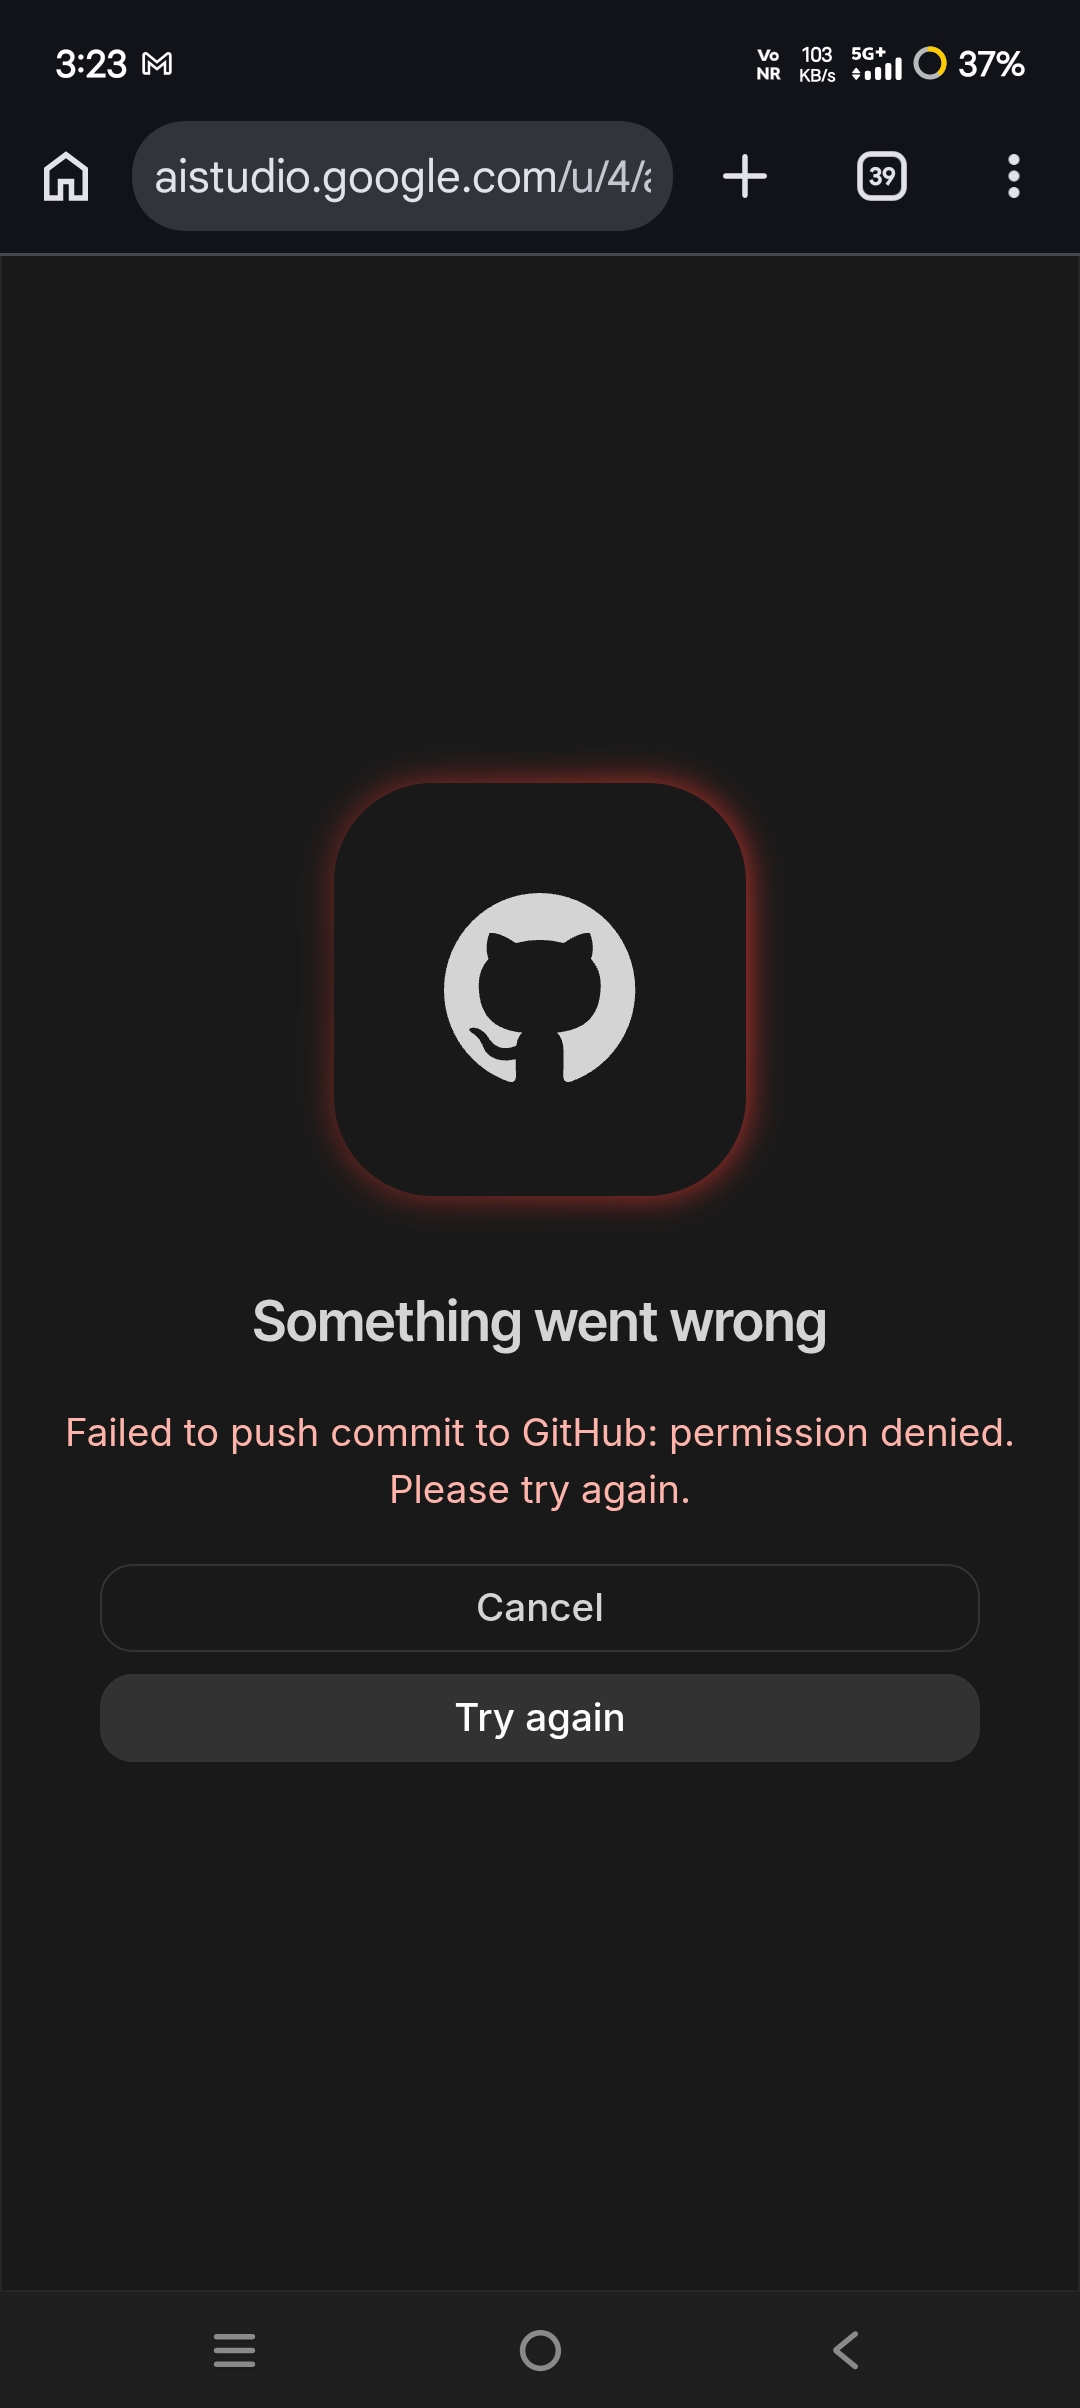 3:23
Vo NR 103 KB/s 5G+ 37%
aistudio.google.com/u/4/
39
Something went wrong
Failed to push commit to GitHub: permission denied.
Please try again.
Cancel
Try again